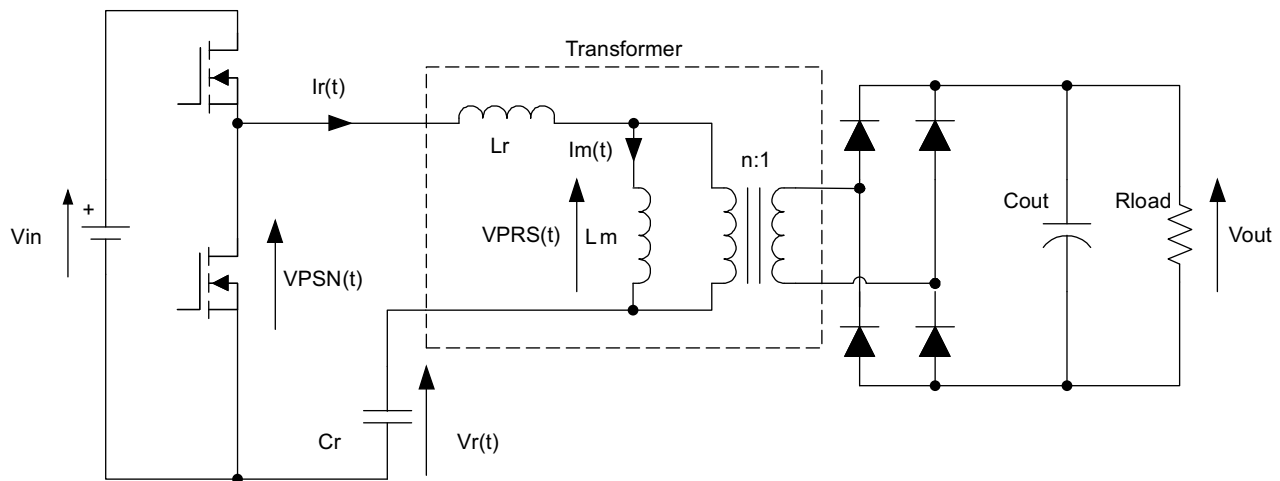 Transformer
Ir(t)
Lr
Im(t)
n:1
+
Vin
VPSN(t)
VPRS(t)
Lm
Cout
Rload
Vout
Cr
Vr(t)